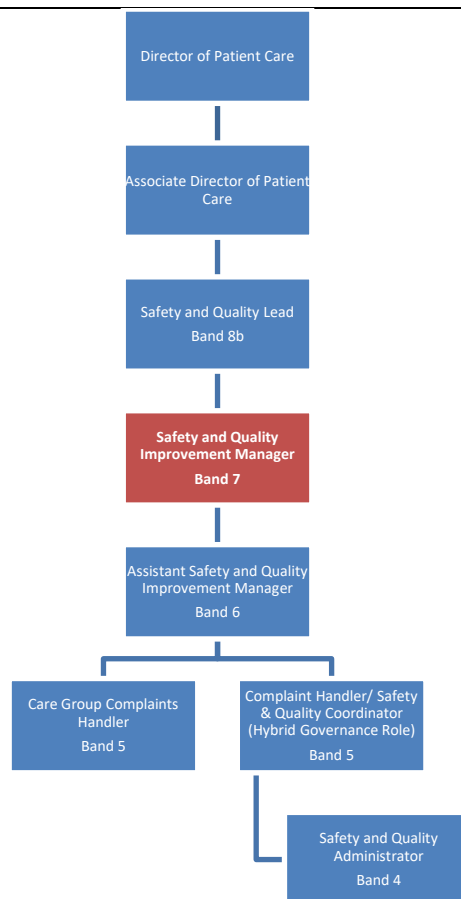 Director of Patient Care
Associate Director of Patient
Care
Safety and Quality Lead
Band 8b
Safety and Quality
Improvement Manager
Band 7
Assistant Safety and Quality
Improvement Manager
Band 6
Care Group Complaints
Handler
Band 5
Complaint Handler/ Safety
& Quality Coordinator
(Hybrid Governance Role)
Band 5
Safety and Quality
Administrator
Band 4